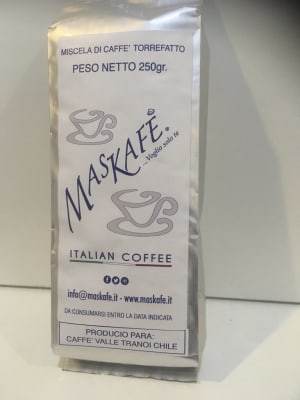 MISCELA DI CAFFE' TORREFATTO
PESO NETTO 250gr.
MASKAFÈ
...Voglio solo te
ITALIAN COFFEE
info@maskafe.it - www.maskafe.it
DA CONSUMARSI ENTRO LA DATA INDICATA
PRODUCIO PARA:
CAFFE' VALLE TRANOI CHILE